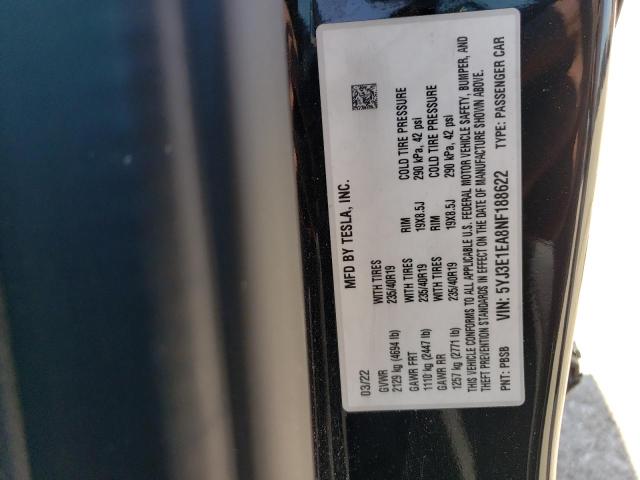 MFD BY TESLA, INC.
03/22
GVWR WITH TIRES RIM COLD TIRE PRESSURE
2129 kg (4694 lb) 235/40R19 19X8.5J 290 kPa, 42 psi
GAWR FRT WITH TIRES RIM COLD TIRE PRESSURE
1110 kg (2447 lb) 235/40R19 19X8.5J 290 kPa, 42 psi
GAWR RR WITH TIRES
1257 kg (2771 lb) 235/40R19
THIS VEHICLE CONFORMS TO ALL APPLICABLE U.S. FEDERAL MOTOR VEHICLE SAFETY, BUMPER, AND
THEFT PREVENTION STANDARDS IN EFFECT ON THE DATE OF MANUFACTURE SHOWN ABOVE.
VIN: 5YJ3E1EA8NF188622
PNT: PBSB TYPE: PASSENGER CAR